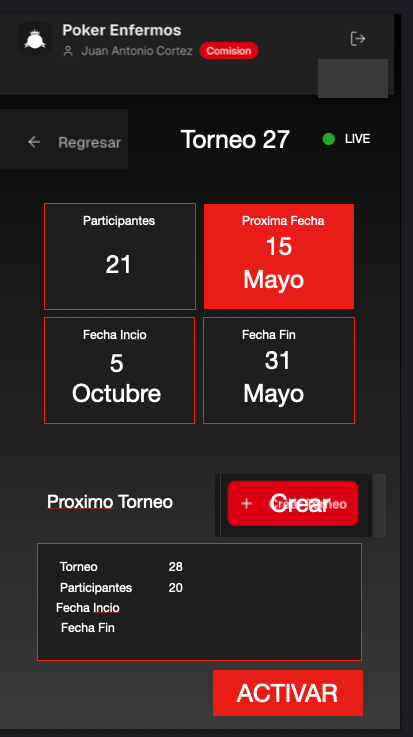 Poker Enfermos
Juan Antonio Cortez Comision
Regresar
Torneo 27 LIVE
Participantes
21
Proxima Fecha
15
Mayo
Fecha Incio
5
Octubre
Fecha Fin
31
Mayo
Proximo Torneo
+ Crear
Torneo 28
Participantes 20
Fecha Incio
Fecha Fin
ACTIVAR